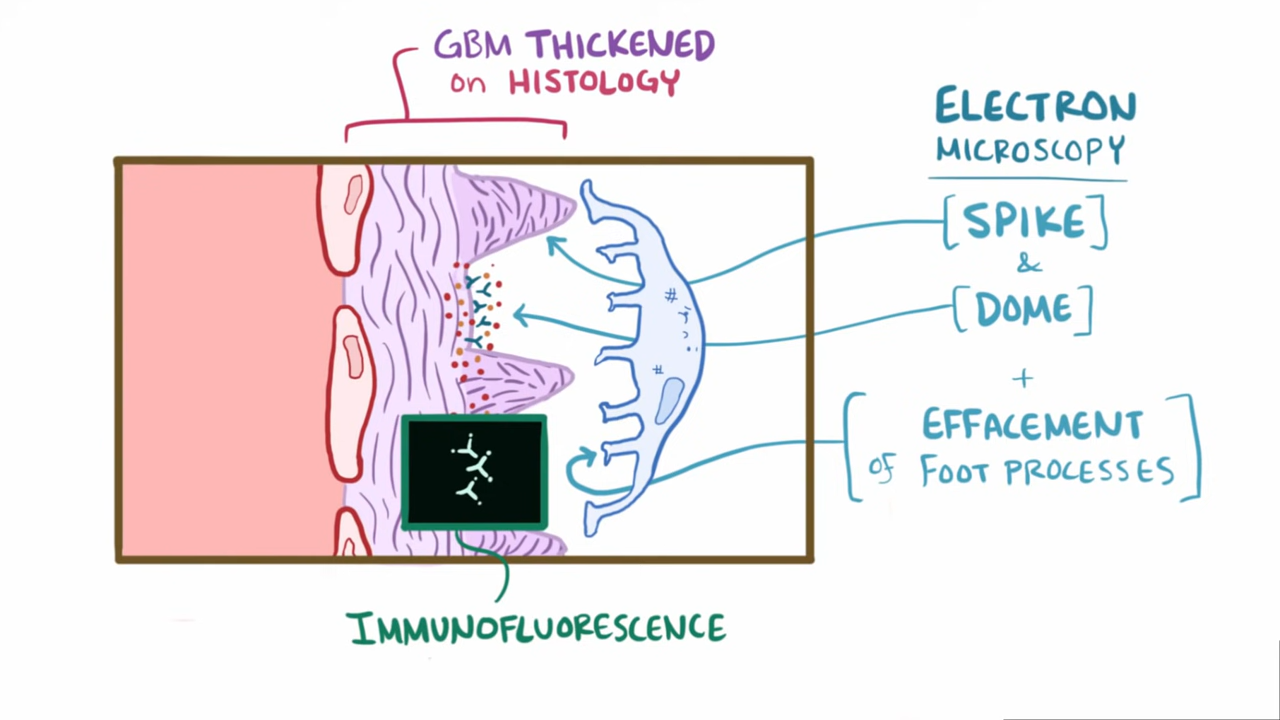 GBM THICKENED
on HISTOLOGY
ELECTRON
MICROSCOPY
[SPIKE]
&
[DOME]
+
[EFFACEMENT
of FOOT PROCESSES]
IMMUNOFLUORESCENCE